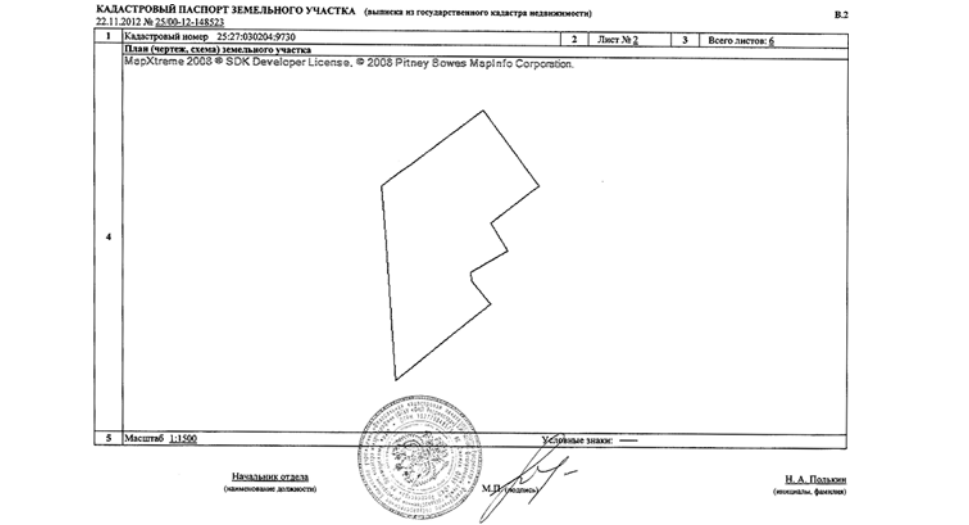 КАДАСТРОВЫЙ ПАСПОРТ ЗЕМЕЛЬНОГО УЧАСТКА (выписка из государственного кадастра недвижимости) В.2
22.11.2012 № 25/00-12-148523
1 Кадастровый номер 25:27:030204:9730 2 Лист № 2 3 Всего листов: 6
План (чертеж, схема) земельного участка
MapXtreme 2008 ® SDK Developer License. © 2008 Pitney Bowes MapInfo Corporation.
4
5 Масштаб 1:1500 Условные знаки:
Начальник отдела М.П. (подпись) Н. А. Полькин
(наименование должности) (инициалы, фамилия)